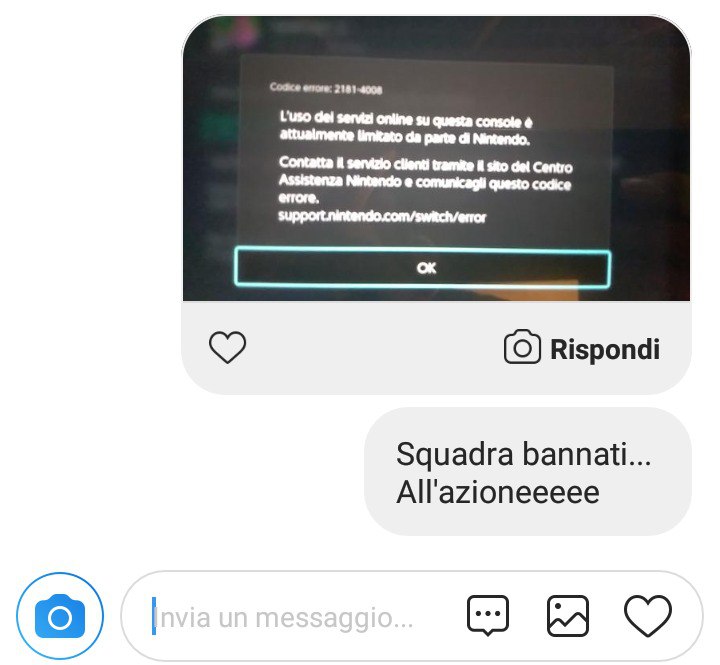 Codice errore: 2181-4008
L'uso dei servizi online su questa console è
attualmente limitato da parte di Nintendo.
Contatta il servizio clienti tramite il sito del Centro
Assistenza Nintendo e comunicagli questo codice
errore.
support.nintendo.com/switch/error
OK
Rispondi
Squadra bannati...
All'azioneeeee
Invia un messaggio...